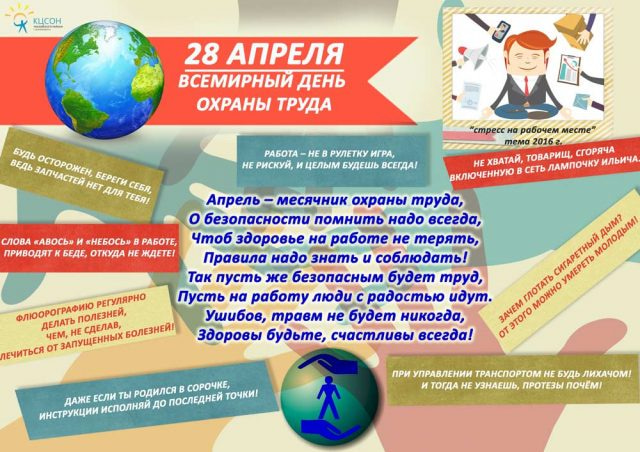 КЦСОН
28 АПРЕЛЯ
ВСЕМИРНЫЙ ДЕНЬ
ОХРАНЫ ТРУДА
"стресс на рабочем месте"
тема 2016 г.
БУДЬ ОСТОРОЖЕН, БЕРЕГИ СЕБЯ,
ВЕДЬ ЗАПЧАСТЕЙ НЕТ ДЛЯ ТЕБЯ!
РАБОТА – НЕ В РУЛЕТКУ ИГРА,
НЕ РИСКУЙ, И ЦЕЛЫМ БУДЕШЬ ВСЕГДА!
НЕ ХВАТАЙ, ТОВАРИЩ, СГОРЯЧА
ВКЛЮЧЕННУЮ В СЕТЬ ЛАМПОЧКУ ИЛЬИЧА.
Апрель – месячник охраны труда,
О безопасности помнить надо всегда,
Чтоб здоровье на работе не терять,
Правила надо знать и соблюдать!
Так пусть же безопасным будет труд,
Пусть на работу люди с радостью идут.
Ушибов, травм не будет никогда,
Здоровы будьте, счастливы всегда!
СЛОВА «АВОСЬ» И «НЕБОСЬ» В РАБОТЕ,
ПРИВОДЯТ К БЕДЕ, ОТКУДА НЕ ЖДЕТЕ!
ЗАЧЕМ ГЛОТАТЬ СИГАРЕТНЫЙ ДЫМ?
ОТ ЭТОГО МОЖНО УМЕРЕТЬ МОЛОДЫМ!
ФЛЮОРОГРАФИЮ РЕГУЛЯРНО
ДЕЛАТЬ ПОЛЕЗНЕЙ,
ЧЕМ, НЕ СДЕЛАВ,
ЛЕЧИТЬСЯ ОТ ЗАПУЩЕННЫХ БОЛЕЗНЕЙ!
ДАЖЕ ЕСЛИ ТЫ РОДИЛСЯ В СОРОЧКЕ,
ИНСТРУКЦИИ ИСПОЛНЯЙ ДО ПОСЛЕДНЕЙ ТОЧКИ!
ПРИ УПРАВЛЕНИИ ТРАНСПОРТОМ НЕ БУДЬ ЛИХАЧОМ!
И ТОГДА НЕ УЗНАЕШЬ, ПРОТЕЗЫ ПОЧЁМ!